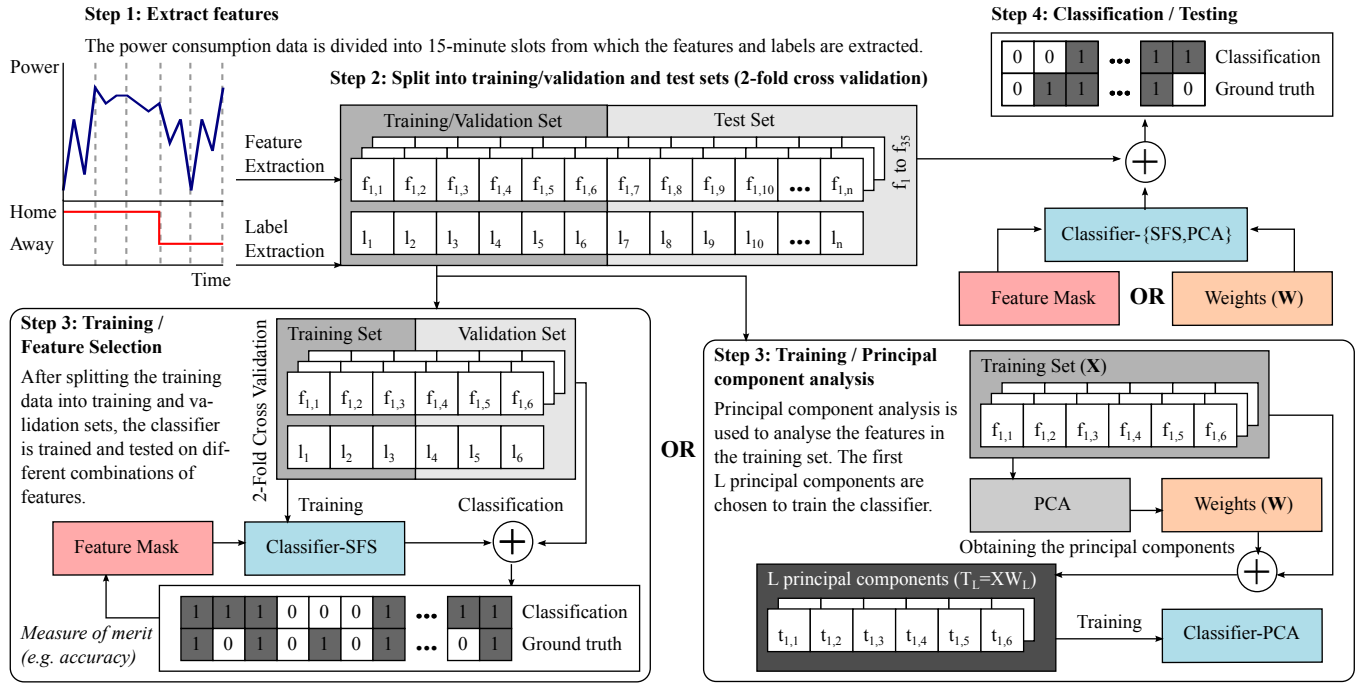 Step 1: Extract features
The power consumption data is divided into 15-minute slots from which the features and labels are extracted.
Power
Home
Away
Time
Feature
Extraction
Label
Extraction
Step 2: Split into training/validation and test sets (2-fold cross validation)
Training/Validation Set
Test Set
f1,1 f1,2 f1,3 f1,4 f1,5 f1,6 f1,7 f1,8 f1,9 f1,10 ... f1,n
f1 to f35
l1 l2 l3 l4 l5 l6 l7 l8 l9 l10 ... ln
Step 4: Classification / Testing
0 0 1 ... 1 1 Classification
0 1 1 ... 1 0 Ground truth
+
Classifier-{SFS,PCA}
Feature Mask
OR
Weights (W)
Step 3: Training /
Feature Selection
After splitting the training
data into training and va-
lidation sets, the classifier
is trained and tested on dif-
ferent combinations of
features.
2-Fold Cross Validation
Training Set
Validation Set
f1,1 f1,2 f1,3 f1,4 f1,5 f1,6
l1 l2 l3 l4 l5 l6
Training
Classification
Feature Mask
Classifier-SFS
+
1 1 1 0 0 0 1 ... 1 1 Classification
1 0 1 0 1 0 1 ... 0 1 Ground truth
Measure of merit
(e.g. accuracy)
OR
Step 3: Training / Principal
component analysis
Principal component analysis is
used to analyse the features in
the training set. The first
L principal components are
chosen to train the classifier.
Training Set (X)
f1,1 f1,2 f1,3 f1,4 f1,5 f1,6
PCA
Weights (W)
Obtaining the principal components
+
L principal components (TL=XWL)
t1,1 t1,2 t1,3 t1,4 t1,5 t1,6
Training
Classifier-PCA